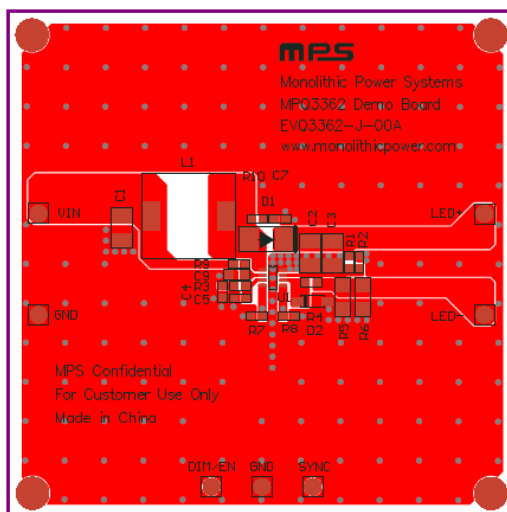 MPS
Monolithic Power Systems
MPQ3362 Demo Board
EVQ3362-J-00A
www.monolithicpower.com
L1
R10 C7
C1
D1
VIN
LED+
C2
C3
R1
R2
R9
C9
R3
C4
C5
U1
GND
LED-
R7
R8
R4
D2
R5
R6
MPS Confidential
For Customer Use Only
Made in China
DIM/EN GND SYNC